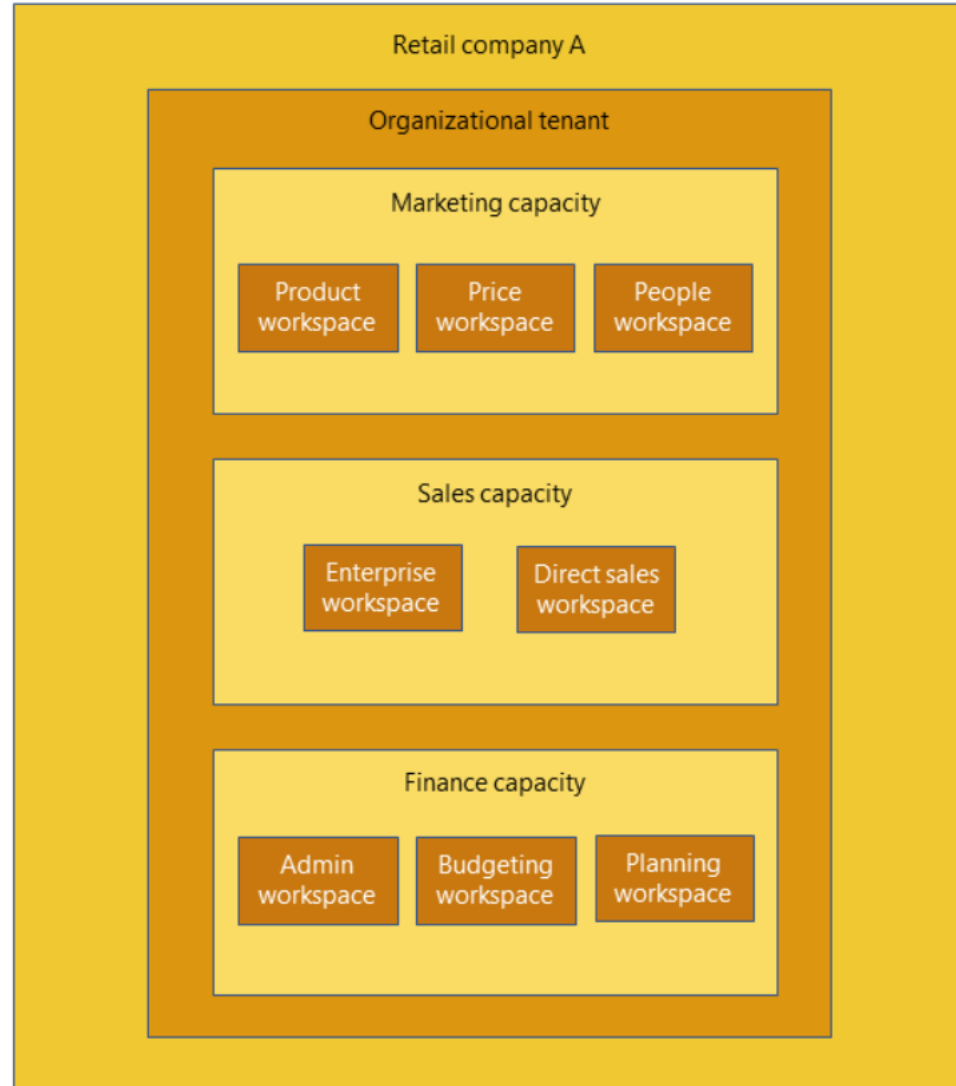 Retail company A
Organizational tenant
Marketing capacity
Product
workspace
Price
workspace
People
workspace
Sales capacity
Enterprise
workspace
Direct sales
workspace
Finance capacity
Admin
workspace
Budgeting
workspace
Planning
workspace